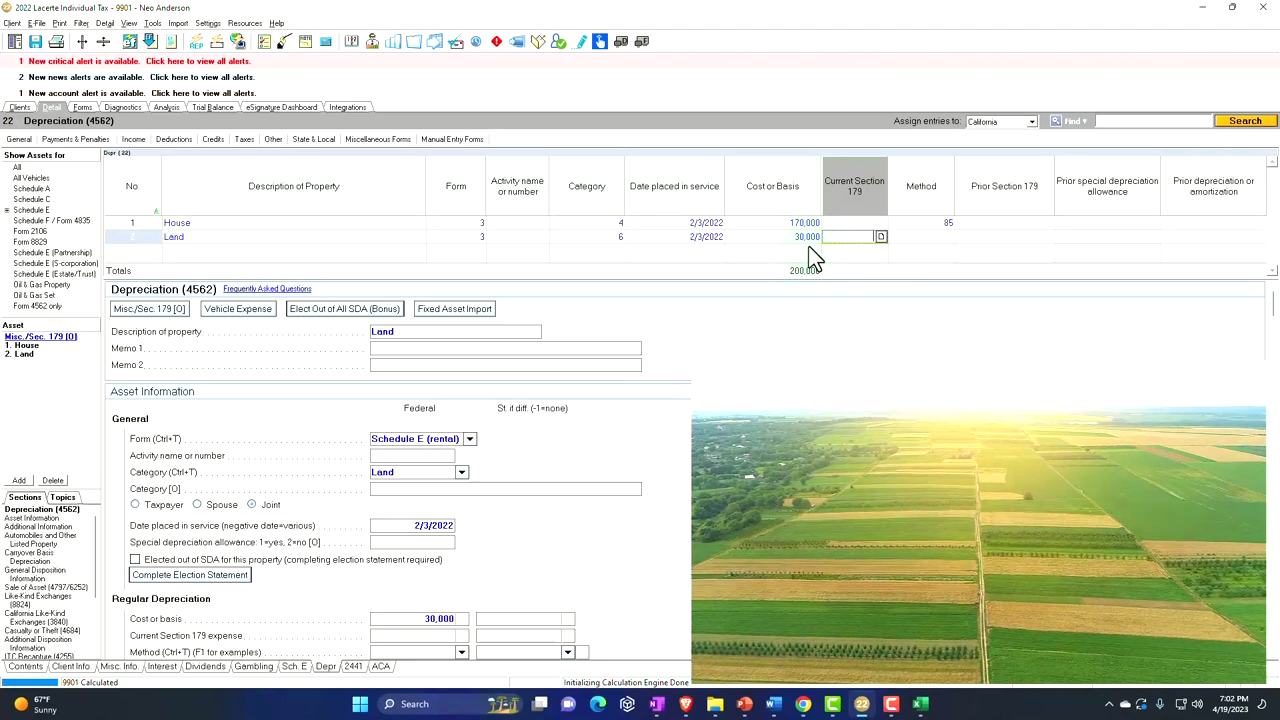 2022 Lacerte Individual Tax - 9901 - Neo Anderson
Client E-File Print Filter Detail View Tools Import Settings Resources Help
1 New critical alert is available. Click here to view all alerts.
2 New news alerts are available. Click here to view all alerts.
1 New account alert is available. Click here to view all alerts.
Clients Detail Forms Diagnostics Analysis Trial Balance eSignature Dashboard Integrations
22 Depreciation (4562) Assign entries to: California Find Search
General Payments & Penalties Income Deductions Credits Taxes Other State & Local Miscellaneous Forms Manual Entry Forms
Show Assets for
All
All Vehicles
Schedule A
Schedule C
Schedule E
Schedule F / Form 4835
Form 2106
Form 8829
Schedule E (Partnership)
Schedule E (S-corporation)
Schedule E (Estate/Trust)
Oil & Gas Property
Oil & Gas Set
Form 4562 only
Asset
Misc./Sec. 179 [O]
1. House
2. Land
Add Delete
Sections Topics
Depreciation (4562)
Asset Information
Additional Information
Automobiles and Other
Listed Property
Carryover Basis
Depreciation
General Disposition
Information
Sale of Asset (4797/6252)
Like-Kind Exchanges
(8824)
California Like-Kind
Exchanges (3840)
Casualty or Theft (4684)
Additional Disposition
Information
ITC Recapture (4255)
Depr (22)
No. Description of Property Form Activity name or number Category Date placed in service Cost or Basis Current Section 179 Method Prior Section 179 Prior special depreciation allowance Prior depreciation or amortization
1 House 3 4 2/3/2022 170,000 85
2 Land 3 6 2/3/2022 30,000
Totals 200,000
Depreciation (4562) Frequently Asked Questions
Misc./Sec. 179 [O] Vehicle Expense Elect Out of All SDA (Bonus) Fixed Asset Import
Description of property Land
Memo 1
Memo 2
Asset Information
Federal St. if diff. (-1=none)
General
Form (Ctrl+T) Schedule E (rental)
Activity name or number
Category (Ctrl+T) Land
Category [O]
Taxpayer Spouse Joint
Date placed in service (negative date=various) 2/3/2022
Special depreciation allowance: 1=yes, 2=no [O]
Elected out of SDA for this property (completing election statement required)
Complete Election Statement
Regular Depreciation
Cost or basis 30,000
Current Section 179 expense
Method (Ctrl+T) (F1 for examples)
Contents Client Info. Misc. Info. Interest Dividends Gambling Sch. E Depr. 2441 ACA
9901 Calculated Initializing Calculation Engine Done
67°F
Sunny
Search
7:02 PM
4/19/2023